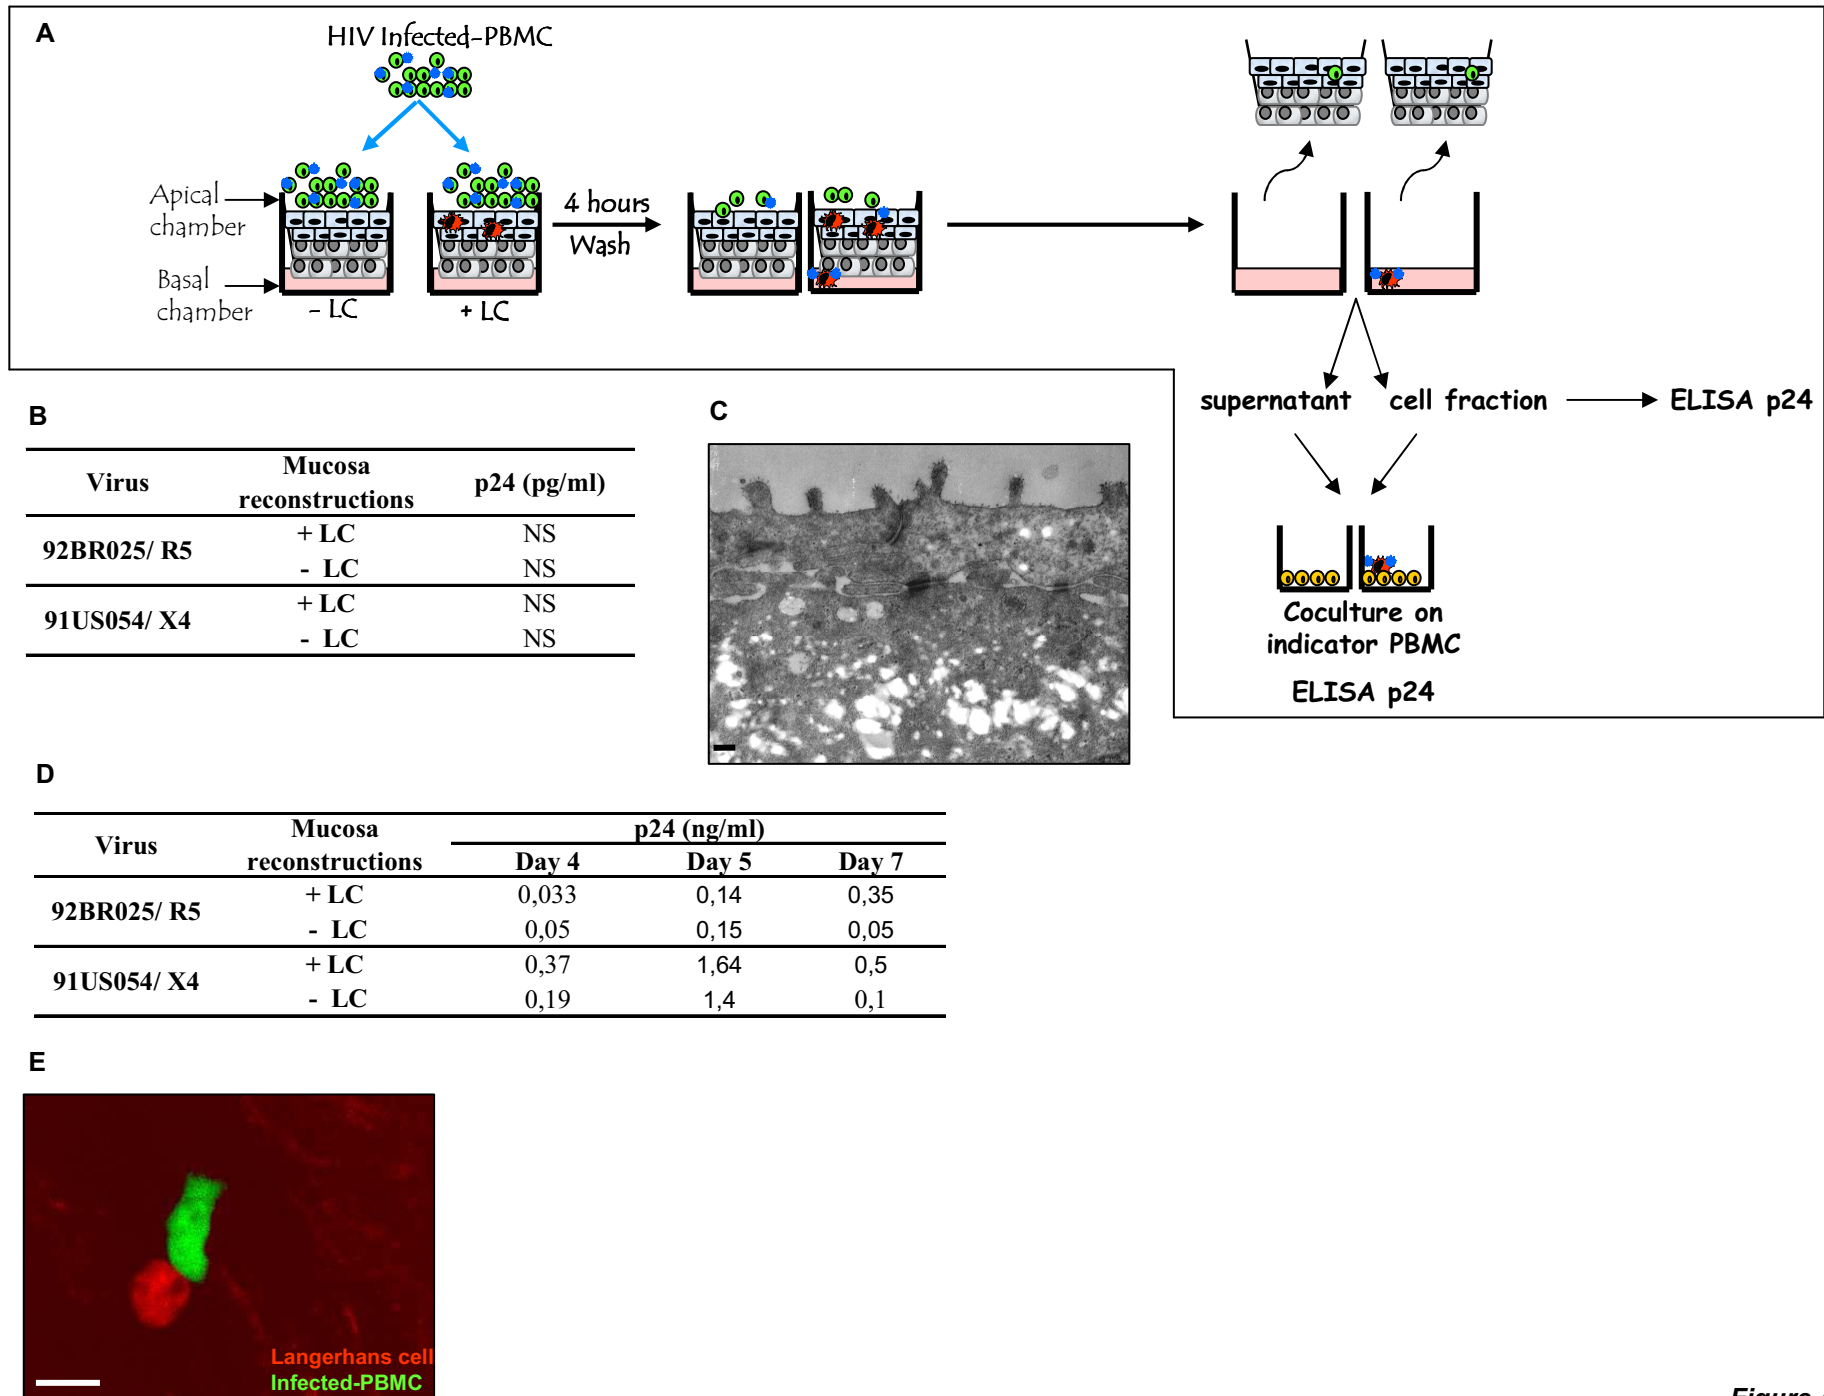 A
HIV Infected-PBMC
Apical chamber
Basal chamber
- LC
+ LC
4 hours
Wash
supernatant
cell fraction
ELISA p24
Coculture on
indicator PBMC
ELISA p24
B
Virus Mucosa reconstructions p24 (pg/ml)
92BR025/ R5 + LC NS
- LC NS
91US054/ X4 + LC NS
- LC NS
C
D
Virus Mucosa reconstructions p24 (ng/ml)
Day 4 Day 5 Day 7
92BR025/ R5 + LC 0,033 0,14 0,35
- LC 0,05 0,15 0,05
91US054/ X4 + LC 0,37 1,64 0,5
- LC 0,19 1,4 0,1
E
Langerhans cell
Infected-PBMC
Figure